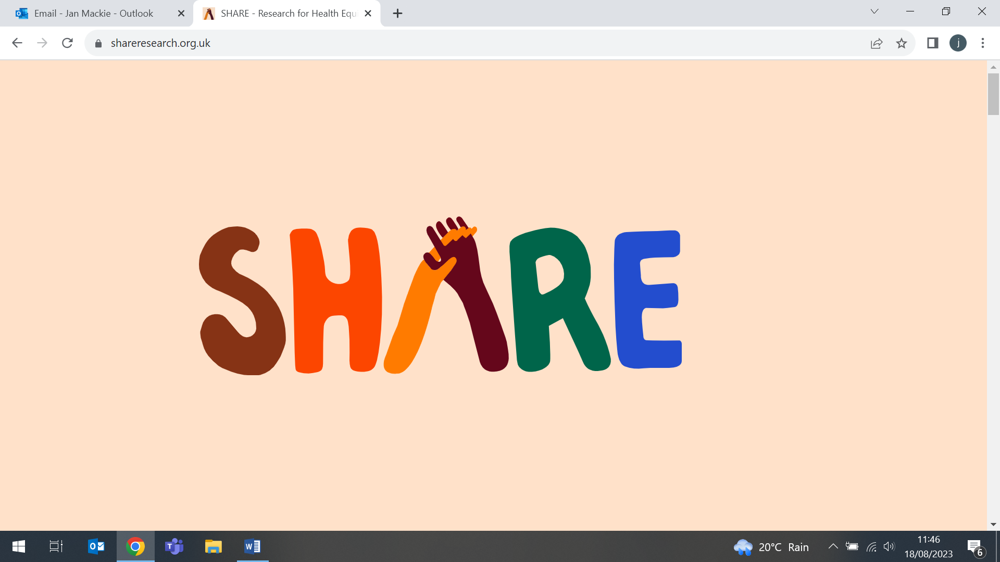 Email - Jan Mackie - Outlook
SHARE - Research for Health Equ
shareresearch.org.uk
j
SHARE
20°C Rain
11:46
18/08/2023
6